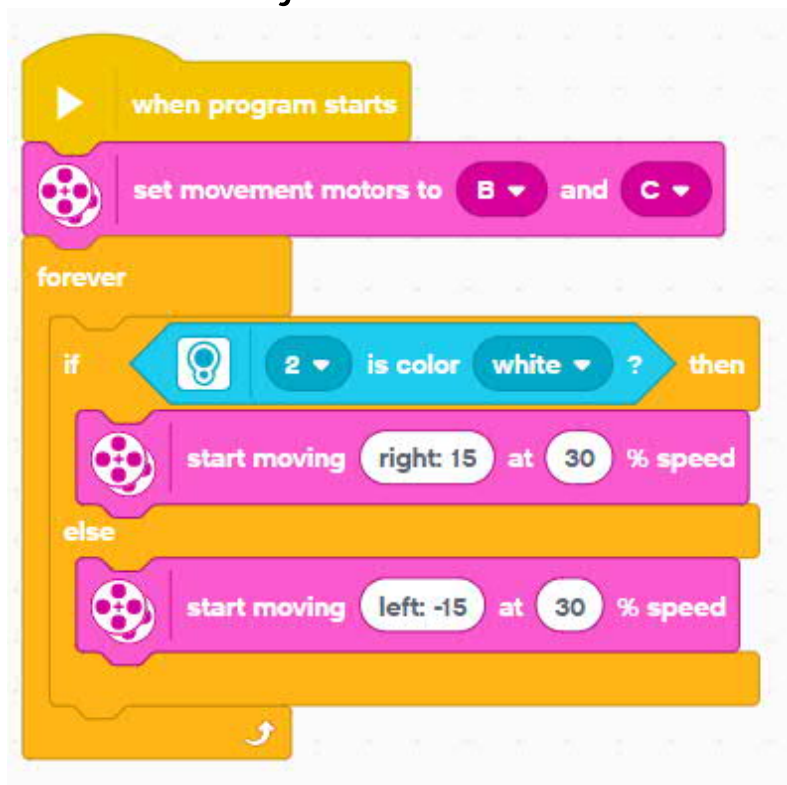 when program starts
set movement motors to B and C
forever
if 2 is color white ? then
start moving right: 15 at 30 % speed
else
start moving left: -15 at 30 % speed